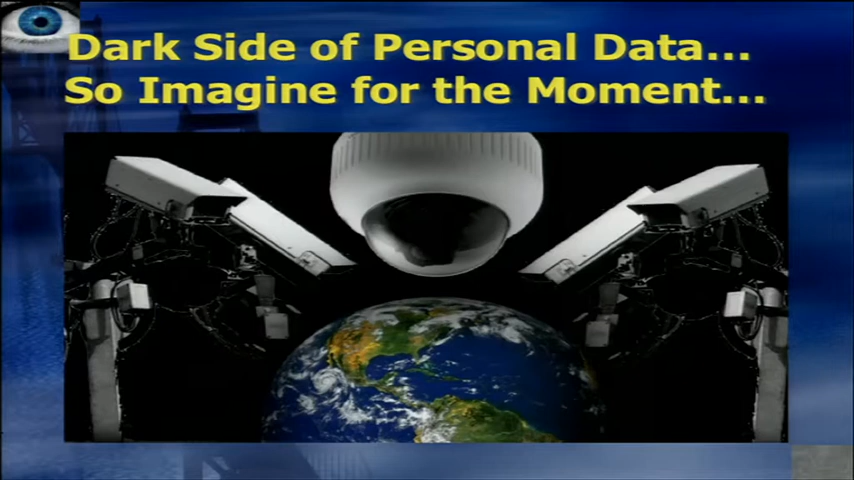 Dark Side of Personal Data...
So Imagine for the Moment...